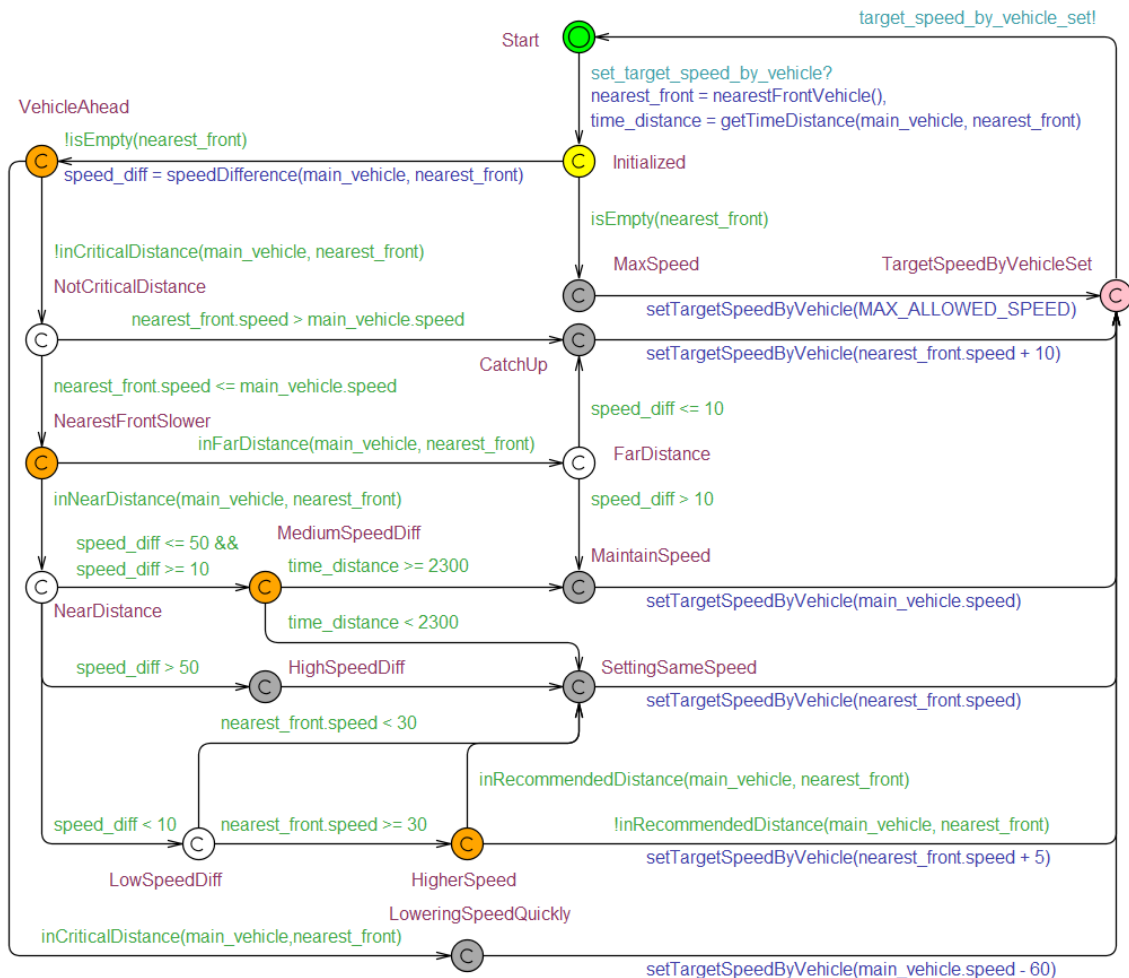 target_speed_by_vehicle_set!
Start
set_target_speed_by_vehicle?
nearest_front = nearestFrontVehicle(),
time_distance = getTimeDistance(main_vehicle, nearest_front)
VehicleAhead
!isEmpty(nearest_front)
C
C
Initialized
speed_diff = speedDifference(main_vehicle, nearest_front)
isEmpty(nearest_front)
!inCriticalDistance(main_vehicle, nearest_front)
MaxSpeed
TargetSpeedByVehicleSet
NotCriticalDistance
C
C
setTargetSpeedByVehicle(MAX_ALLOWED_SPEED)
nearest_front.speed > main_vehicle.speed
C
C
setTargetSpeedByVehicle(nearest_front.speed + 10)
CatchUp
nearest_front.speed <= main_vehicle.speed
speed_diff <= 10
NearestFrontSlower
inFarDistance(main_vehicle, nearest_front)
C
C
FarDistance
inNearDistance(main_vehicle, nearest_front)
speed_diff > 10
MediumSpeedDiff
speed_diff <= 50 &&
speed_diff >= 10
time_distance >= 2300
MaintainSpeed
C
C
C
NearDistance
setTargetSpeedByVehicle(main_vehicle.speed)
time_distance < 2300
speed_diff > 50
HighSpeedDiff
SettingSameSpeed
C
C
setTargetSpeedByVehicle(nearest_front.speed)
nearest_front.speed < 30
inRecommendedDistance(main_vehicle, nearest_front)
speed_diff < 10
nearest_front.speed >= 30
!inRecommendedDistance(main_vehicle, nearest_front)
C
C
setTargetSpeedByVehicle(nearest_front.speed + 5)
LowSpeedDiff
HigherSpeed
LoweringSpeedQuickly
inCriticalDistance(main_vehicle,nearest_front)
C
setTargetSpeedByVehicle(main_vehicle.speed - 60)